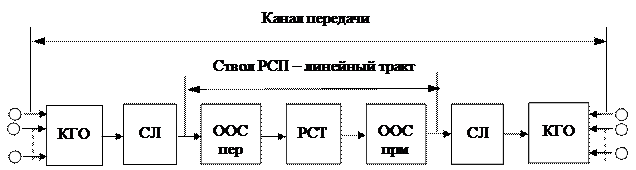 Канал передачи
Ствол РСП – линейный тракт
КГО
СЛ
ООС
пер
РСТ
ООС
прм
СЛ
КГО